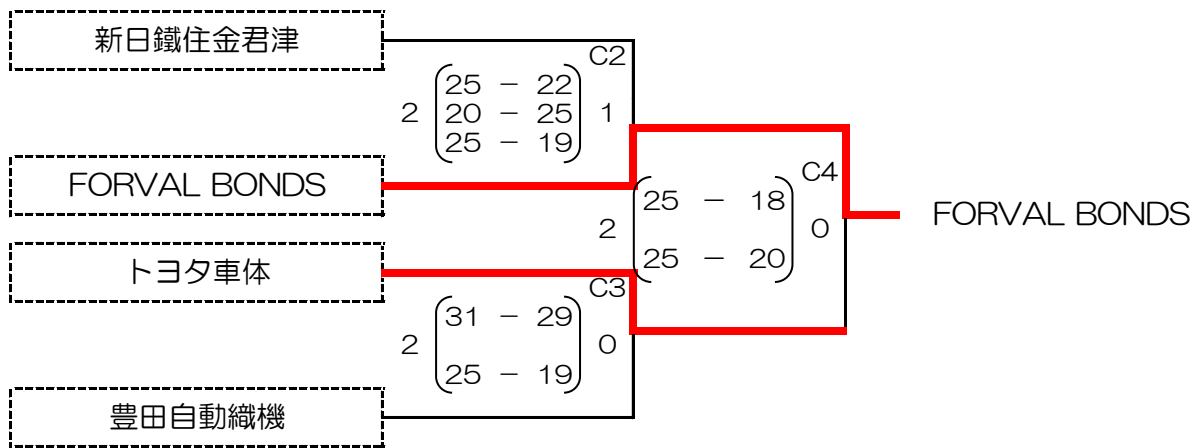 新日鐵住金君津
C2
25 - 22
2 20 - 25 1
25 - 19
FORVAL BONDS
C4
25 - 18
2 0
25 - 20
FORVAL BONDS
トヨタ車体
C3
31 - 29
2 0
25 - 19
豊田自動織機